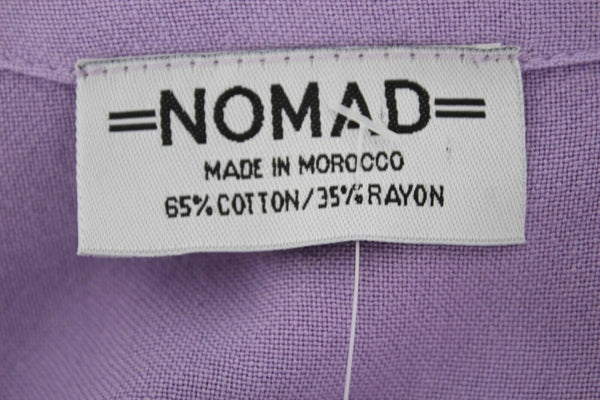 =NOMAD=
MADE IN MOROCCO
65% COTTON/35% RAYON